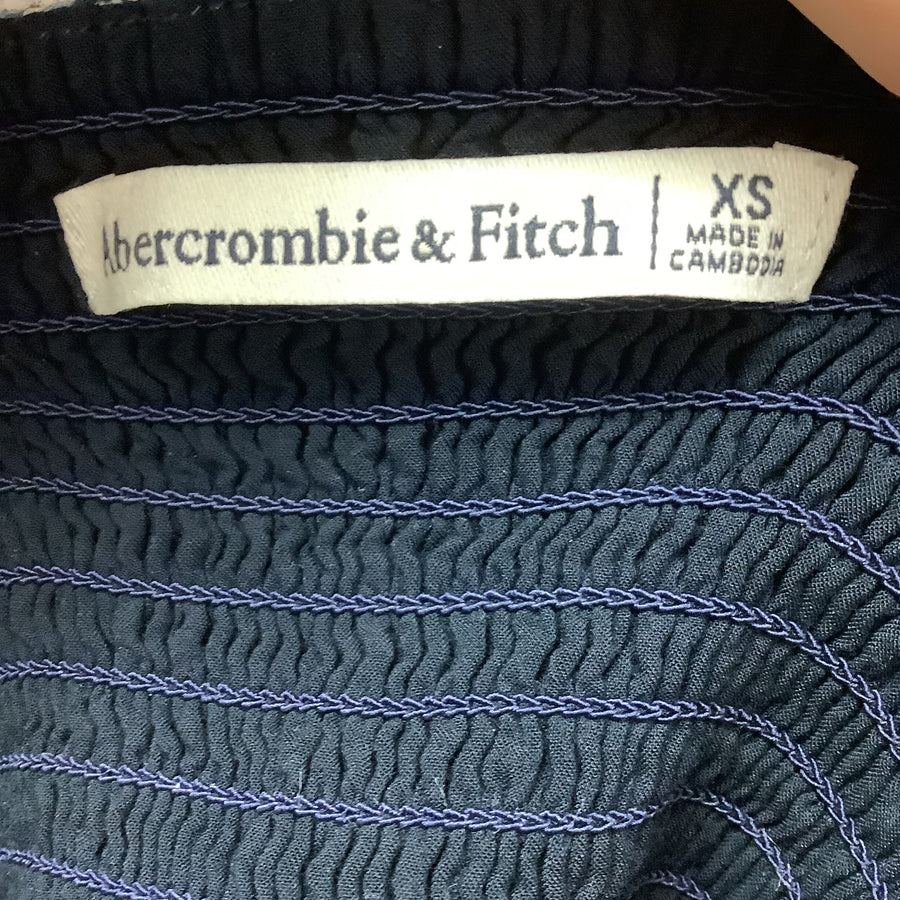 Abercrombie & Fitch | XS
MADE IN
CAMBODIA